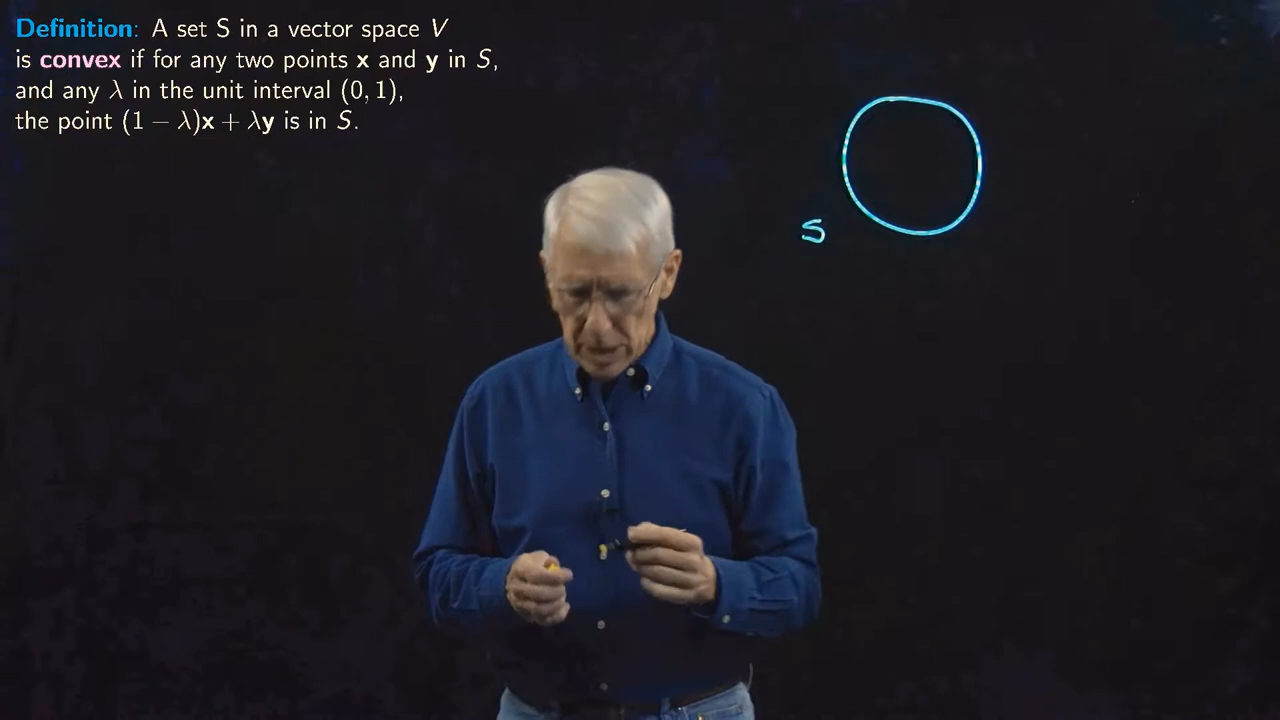 Definition: A set S in a vector space V
is convex if for any two points x and y in S,
and any λ in the unit interval (0, 1),
the point (1 − λ)x + λy is in S.
S